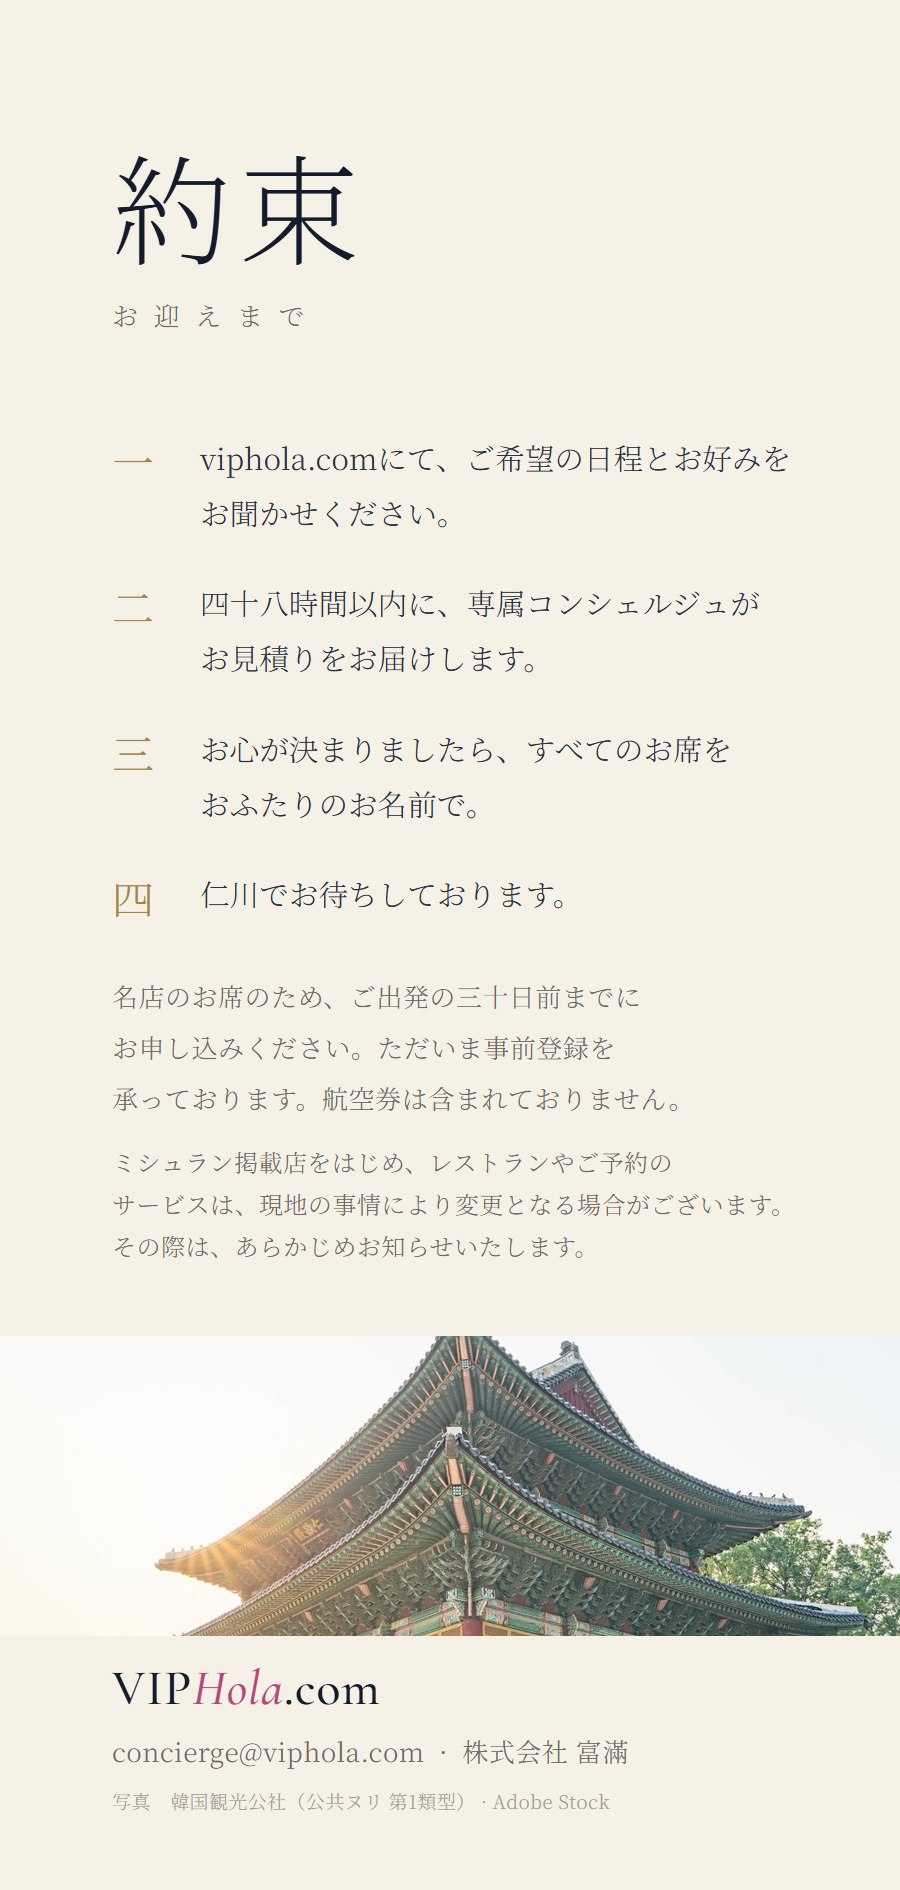 約束
お迎えまで
一 viphola.comにて、ご希望の日程とお好みを
お聞かせください。
二 四十八時間以内に、専属コンシェルジュが
お見積りをお届けします。
三 お心が決まりましたら、すべてのお席を
おふたりのお名前で。
四 仁川でお待ちしております。
名店のお席のため、ご出発の三十日前までに
お申し込みください。ただいま事前登録を
承っております。航空券は含まれておりません。
ミシュラン掲載店をはじめ、レストランやご予約の
サービスは、現地の事情により変更となる場合がございます。
その際は、あらかじめお知らせいたします。
VIPHola.com
concierge@viphola.com · 株式会社 富滿
写真　韓国観光公社（公共ヌリ 第1類型） · Adobe Stock